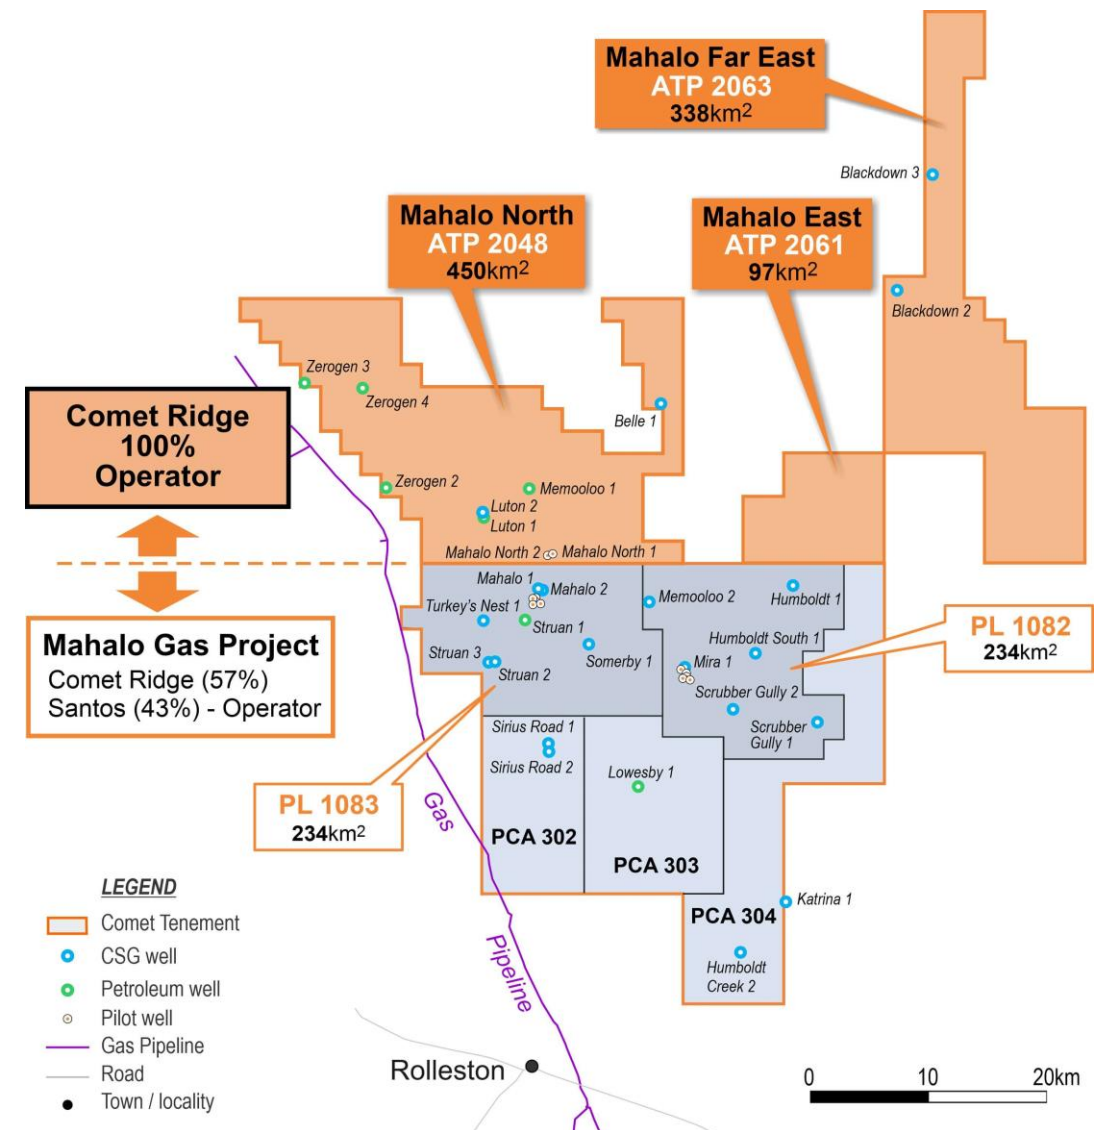 Mahalo Far East
ATP 2063
338km2
Blackdown 3
Mahalo North
ATP 2048
450km2
Mahalo East
ATP 2061
97km2
Blackdown 2
Zerogen 3
Zerogen 4
Belle 1
Comet Ridge
100%
Operator
Zerogen 2
Memooloo 1
Luton 2
Luton 1
Mahalo North 2
Mahalo North 1
Mahalo 1
Mahalo 2
Memooloo 2
Humboldt 1
Turkey's Nest 1
Struan 1
Humboldt South 1
PL 1082
234km2
Mahalo Gas Project
Comet Ridge (57%)
Santos (43%) - Operator
Struan 3
Struan 2
Somerby 1
Mira 1
Scrubber Gully 2
Scrubber
Gully 1
Sirius Road 1
Sirius Road 2
Lowesby 1
PL 1083
234km2
Gas
Pipeline
PCA 302
PCA 303
PCA 304
Katrina 1
Humboldt
Creek 2
LEGEND
Comet Tenement
CSG well
Petroleum well
Pilot well
Gas Pipeline
Road
Town / locality
Rolleston
0 10 20km